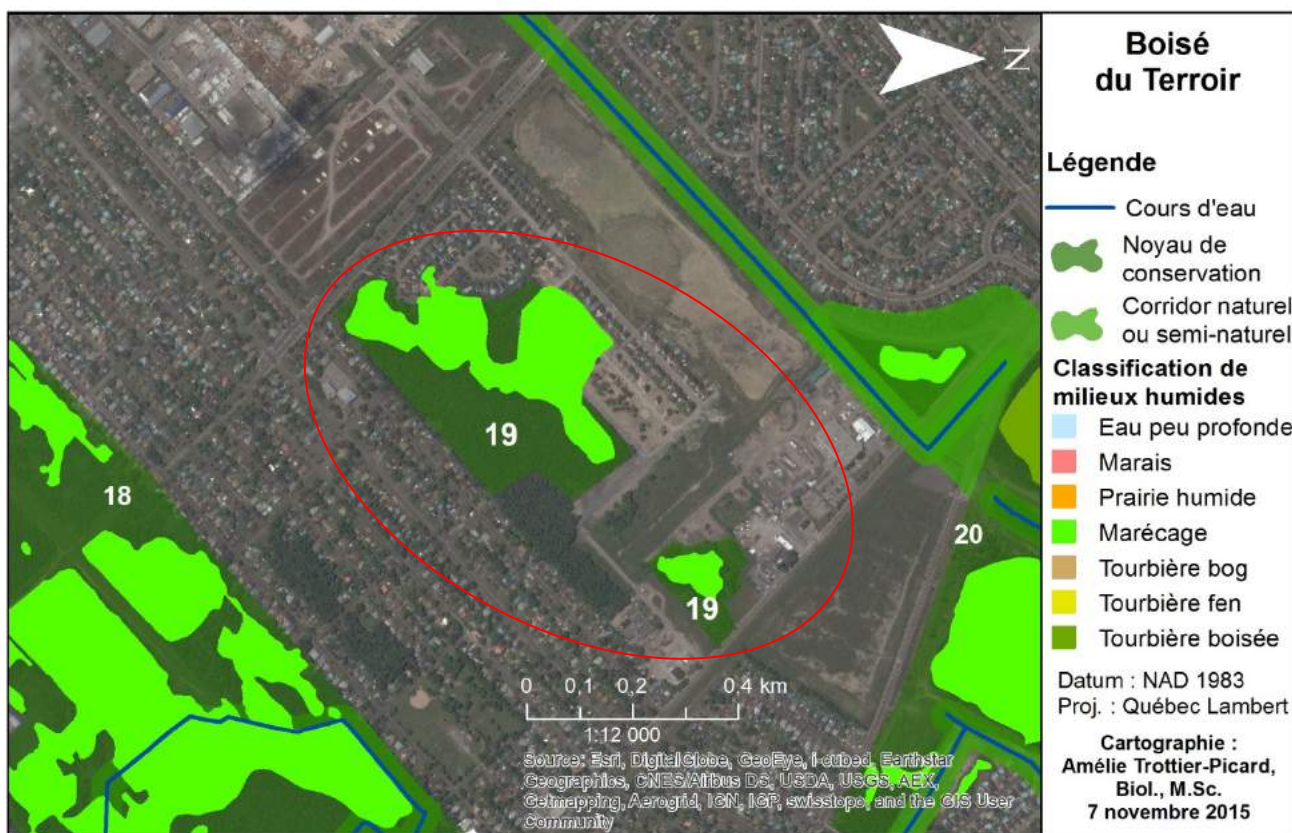 Boisé
du Terroir
Légende
Cours d'eau
Noyau de
conservation
Corridor naturel
ou semi-naturel
Classification de
milieux humides
Eau peu profonde
Marais
Prairie humide
Marécage
Tourbière bog
Tourbière fen
Tourbière boisée
Datum : NAD 1983
Proj. : Québec Lambert
Cartographie :
Amélie Trottier-Picard,
Biol., M.Sc.
7 novembre 2015
N
19
18
20
19
0 0,1 0,2 0,4 km
1:12 000
Source: Esri, DigitalGlobe, GeoEye, i-cubed, Earthstar
Geographics, CNES/Airbus DS, USDA, USGS, AEX,
Getmapping, Aerogrid, IGN, IGP, swisstopo, and the GIS User
Community